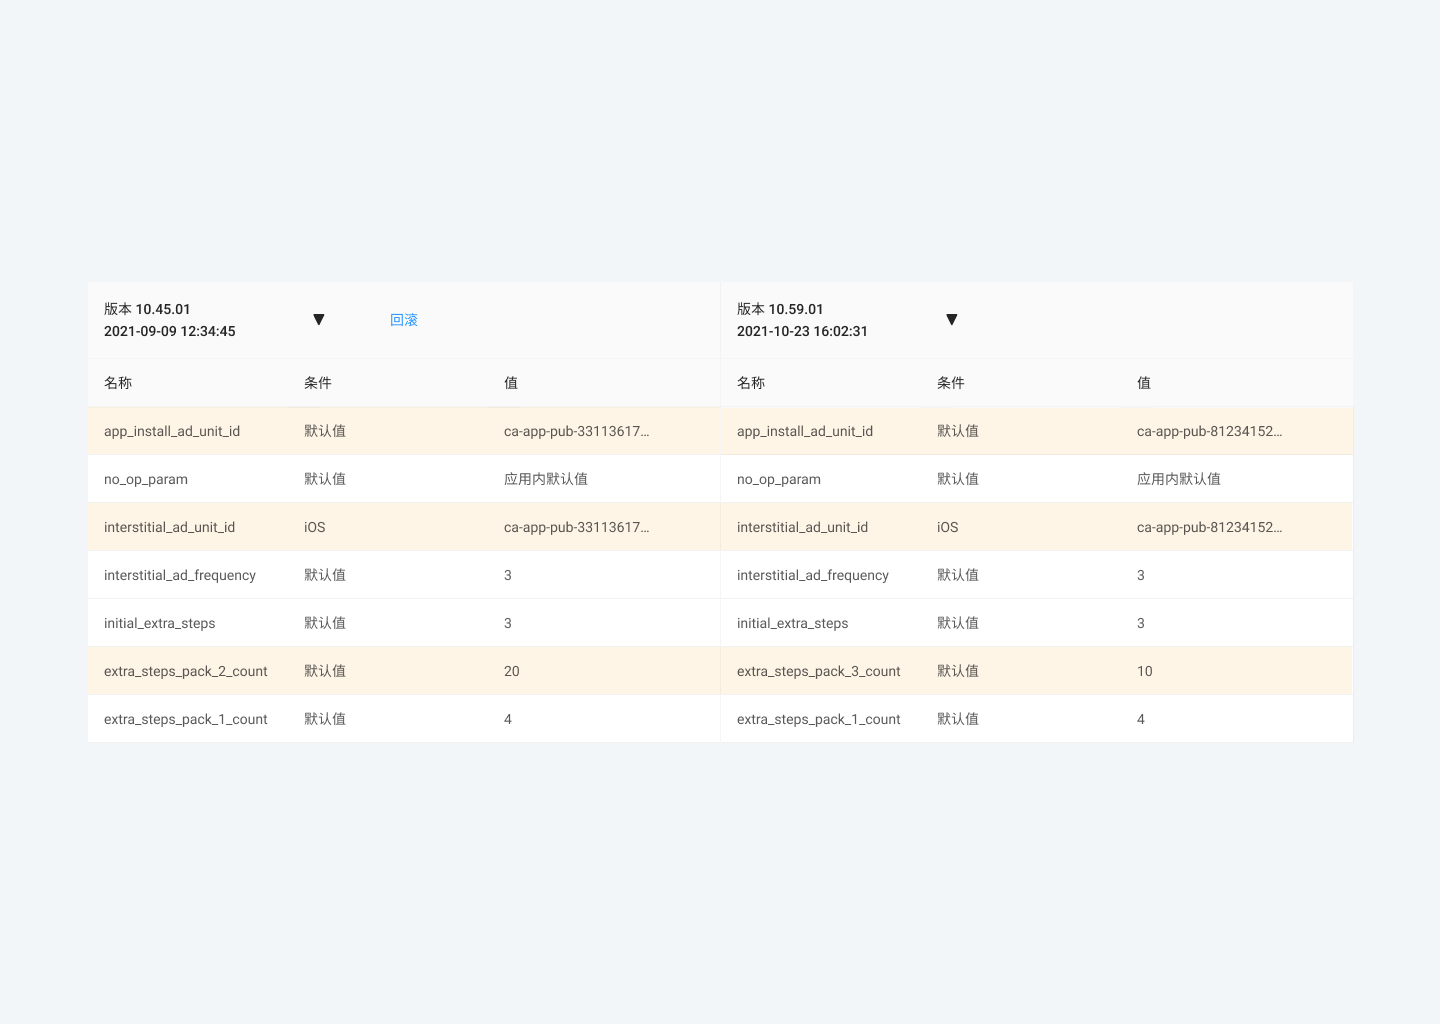 版本 10.45.01
2021-09-09 12:34:45
回滚
版本 10.59.01
2021-10-23 16:02:31
名称 条件 值 名称 条件 值
app_install_ad_unit_id 默认值 ca-app-pub-33113617... app_install_ad_unit_id 默认值 ca-app-pub-81234152...
no_op_param 默认值 应用内默认值 no_op_param 默认值 应用内默认值
interstitial_ad_unit_id iOS ca-app-pub-33113617... interstitial_ad_unit_id iOS ca-app-pub-81234152...
interstitial_ad_frequency 默认值 3 interstitial_ad_frequency 默认值 3
initial_extra_steps 默认值 3 initial_extra_steps 默认值 3
extra_steps_pack_2_count 默认值 20 extra_steps_pack_3_count 默认值 10
extra_steps_pack_1_count 默认值 4 extra_steps_pack_1_count 默认值 4